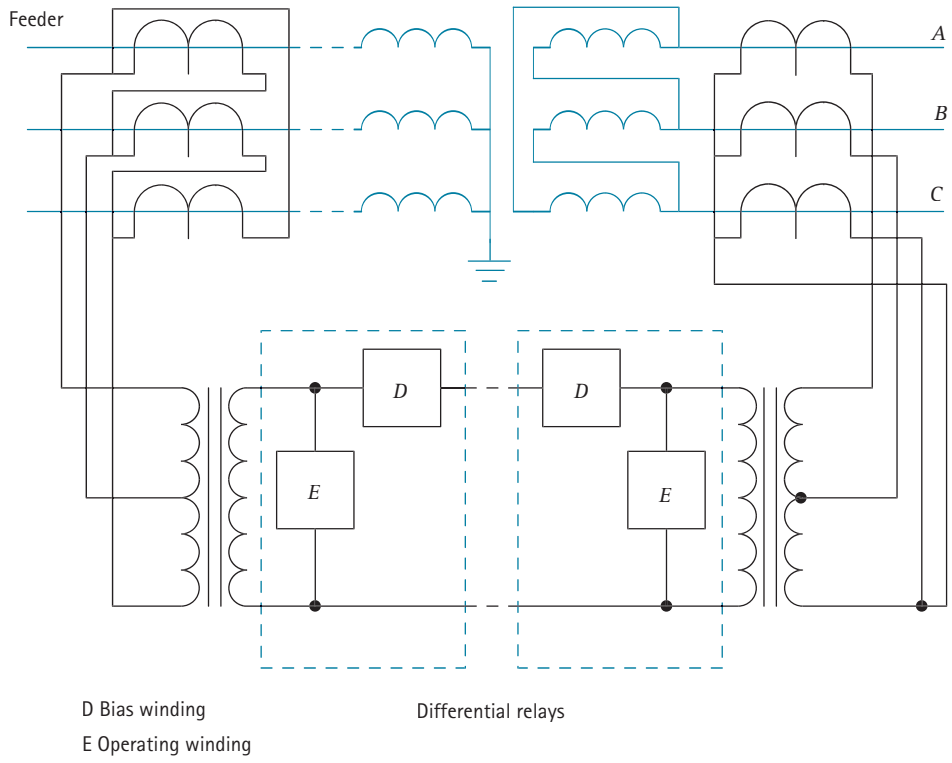 Feeder
A
B
C
D
D
E
E
D Bias winding
Differential relays
E Operating winding